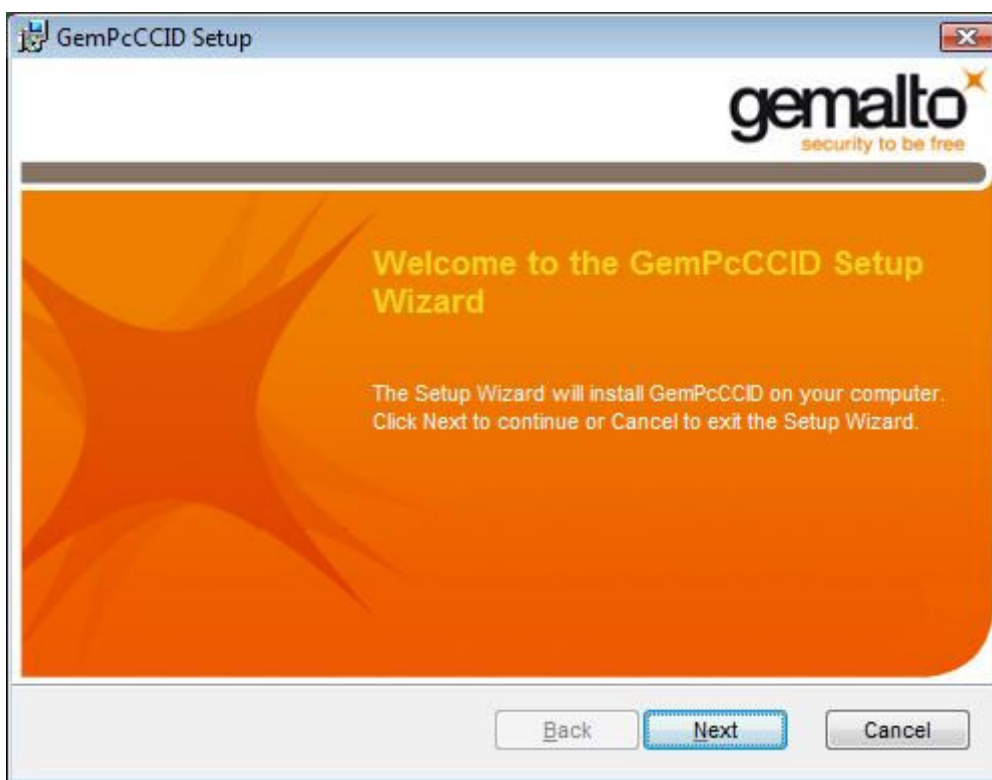 GemPcCCID Setup
gemalto
security to be free
Welcome to the GemPcCCID Setup
Wizard
The Setup Wizard will install GemPcCCID on your computer.
Click Next to continue or Cancel to exit the Setup Wizard.
Back Next Cancel